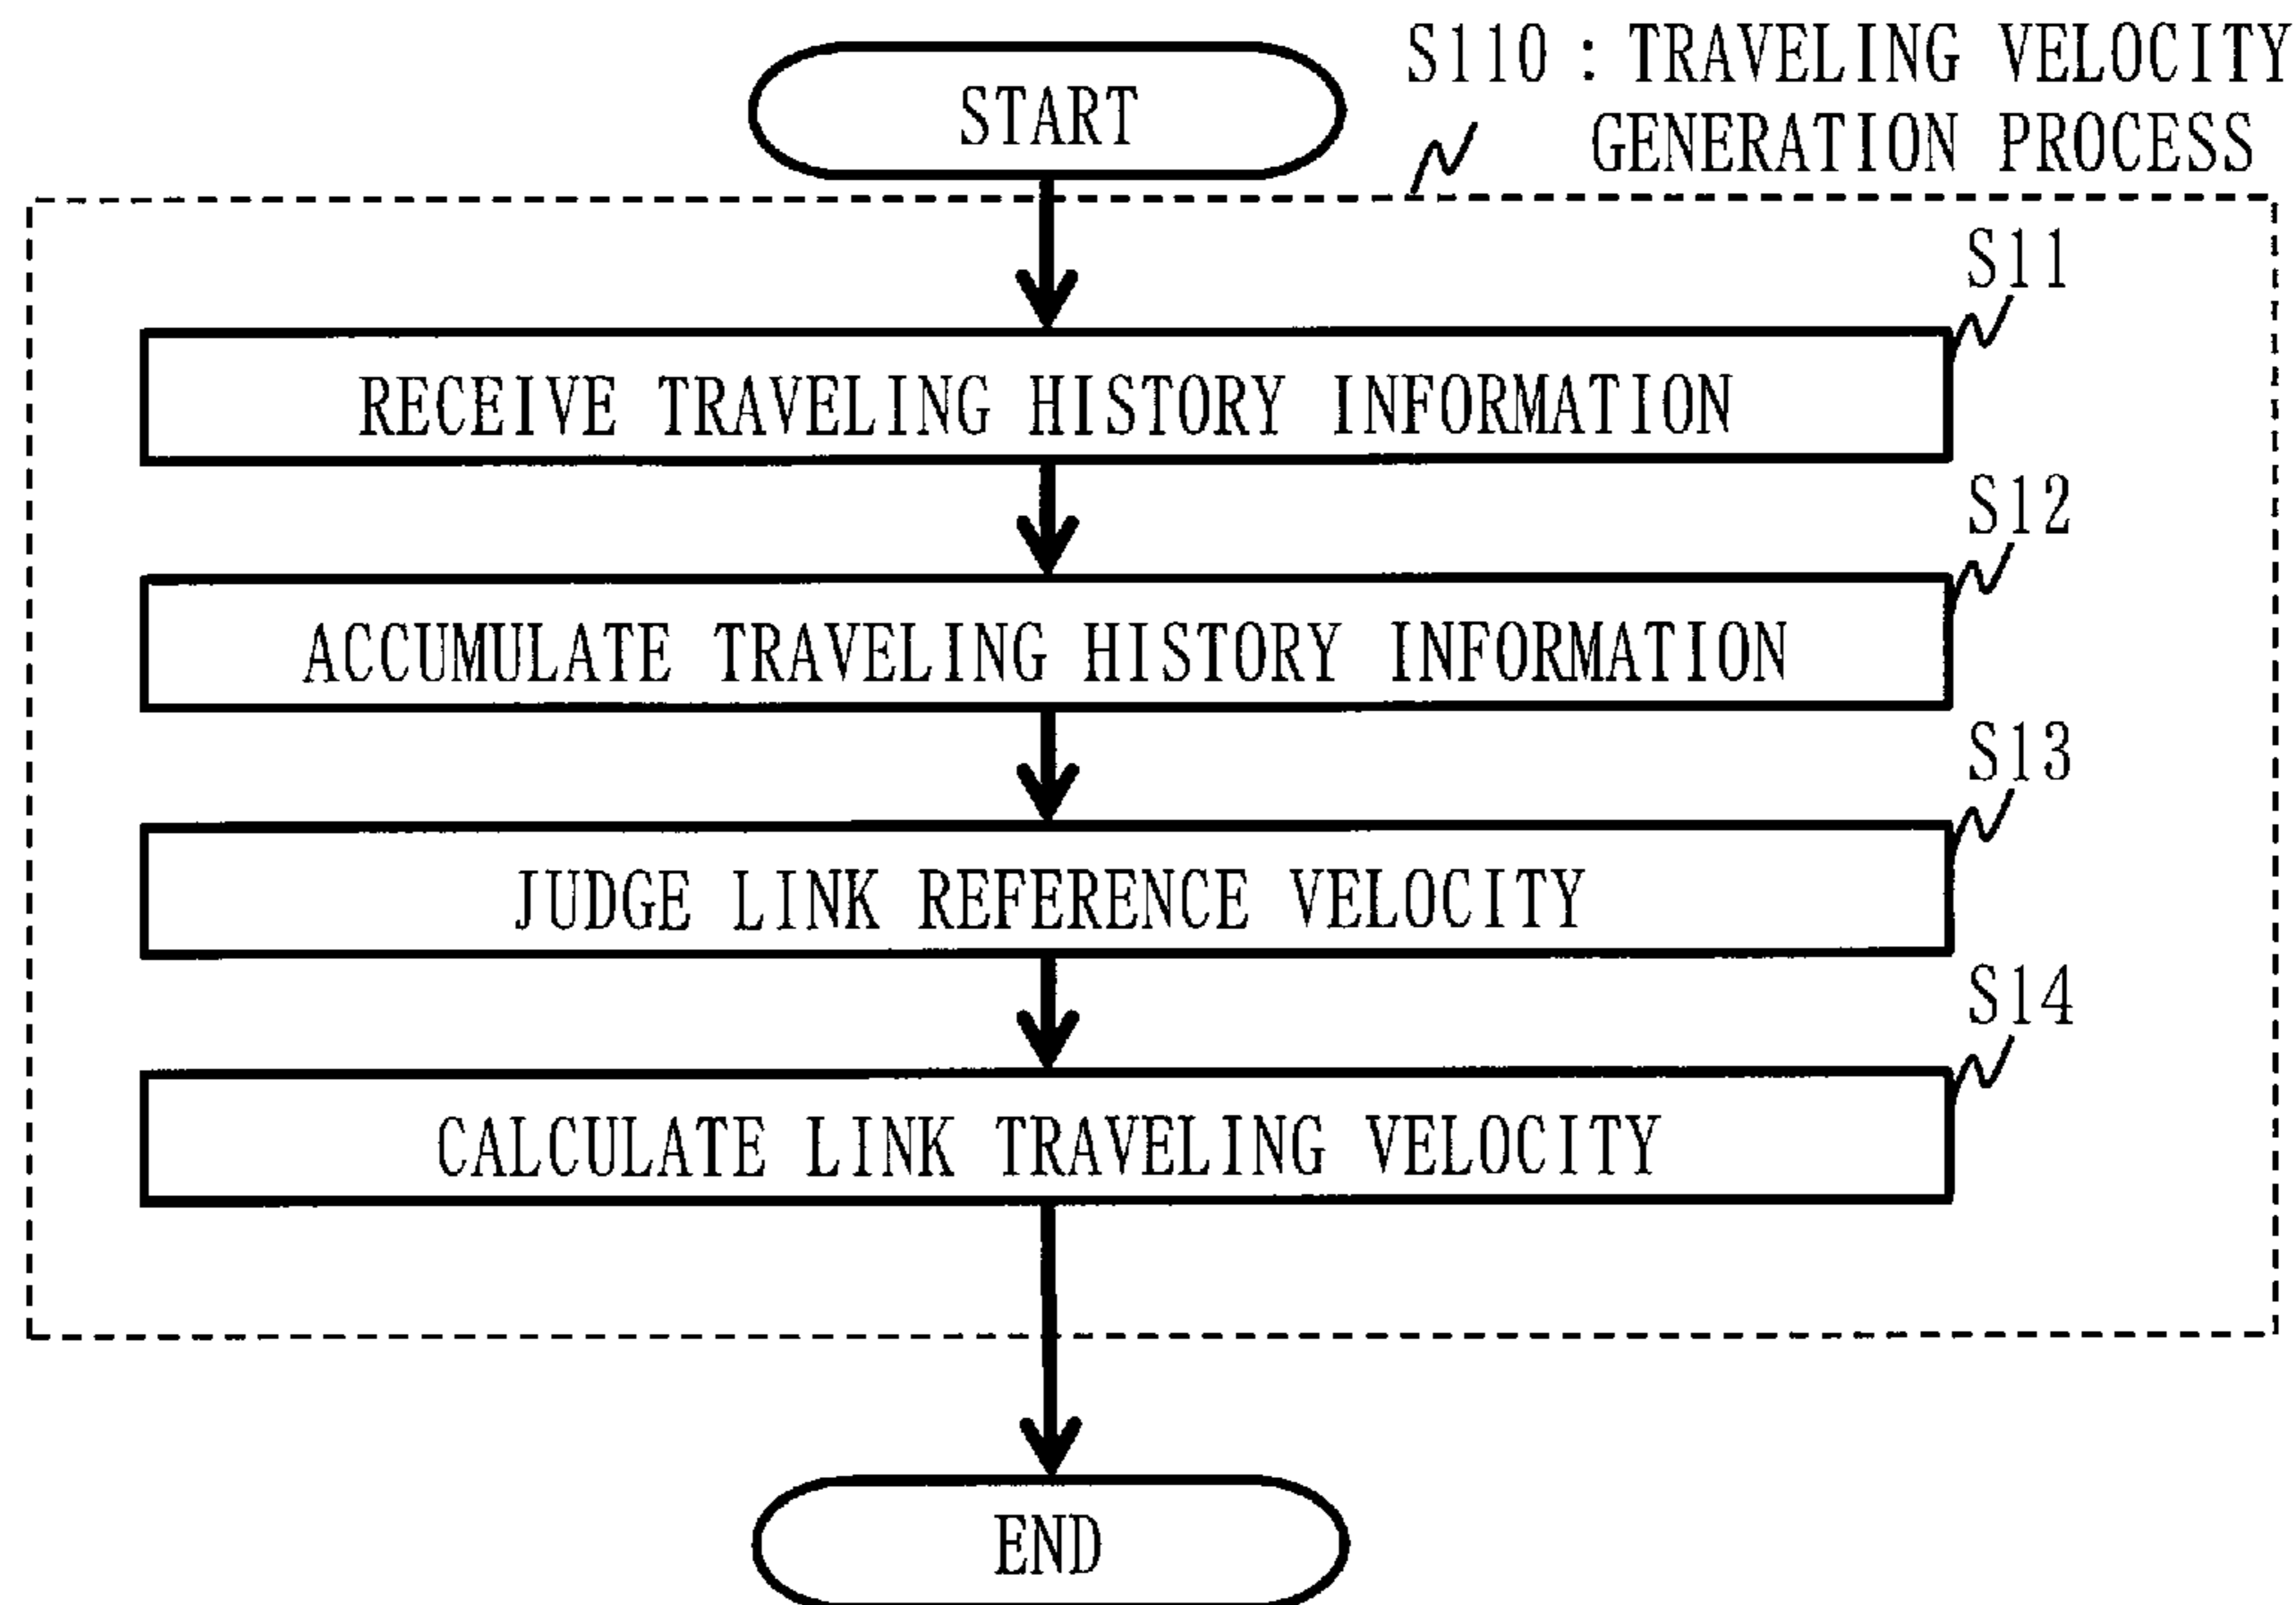 S110 : TRAVELING VELOCITY
GENERATION PROCESS
START
S11
RECEIVE TRAVELING HISTORY INFORMATION
S12
ACCUMULATE TRAVELING HISTORY INFORMATION
S13
JUDGE LINK REFERENCE VELOCITY
S14
CALCULATE LINK TRAVELING VELOCITY
END